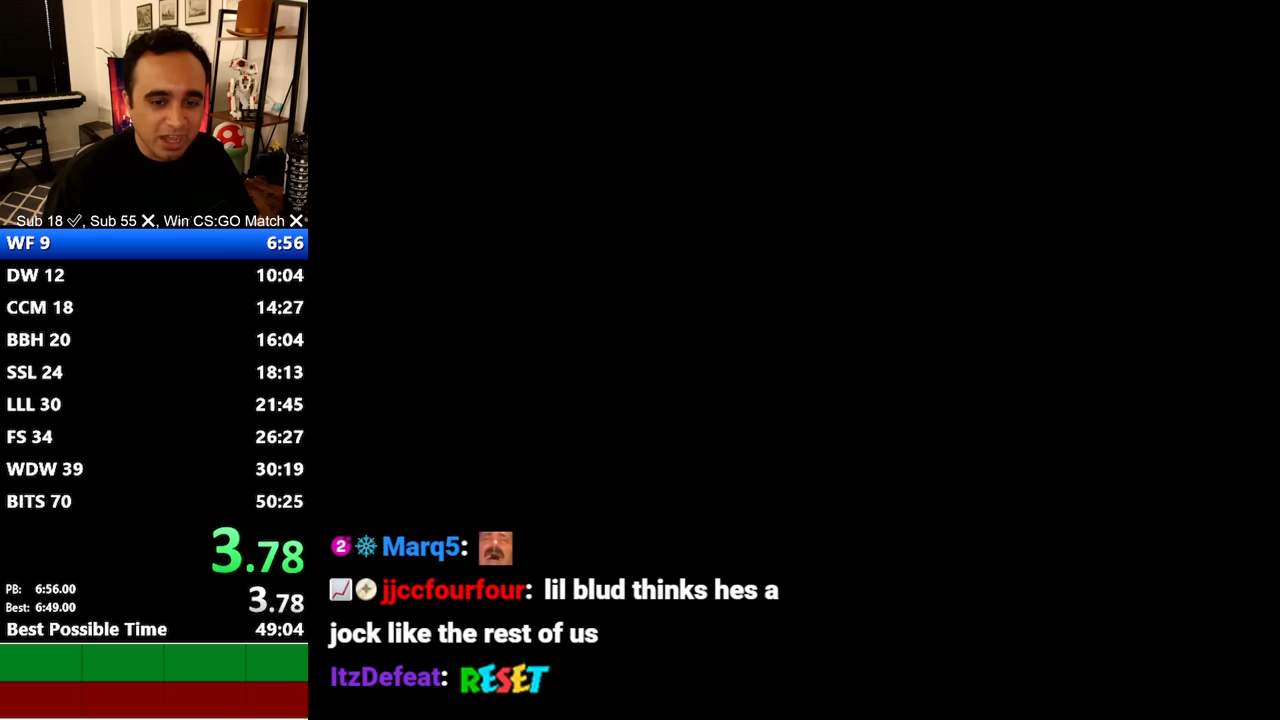 Sub 18 ✓, Sub 55 ✕, Win CS:GO Match ✕
WF 9 6:56
DW 12 10:04
CCM 18 14:27
BBH 20 16:04
SSL 24 18:13
LLL 30 21:45
FS 34 26:27
WDW 39 30:19
BITS 70 50:25
3.78
PB: 6:56.00
Best: 6:49.00
3.78
Best Possible Time 49:04
2 Marq5:
jjccfourfour: lil blud thinks hes a
jock like the rest of us
ItzDefeat: RESET